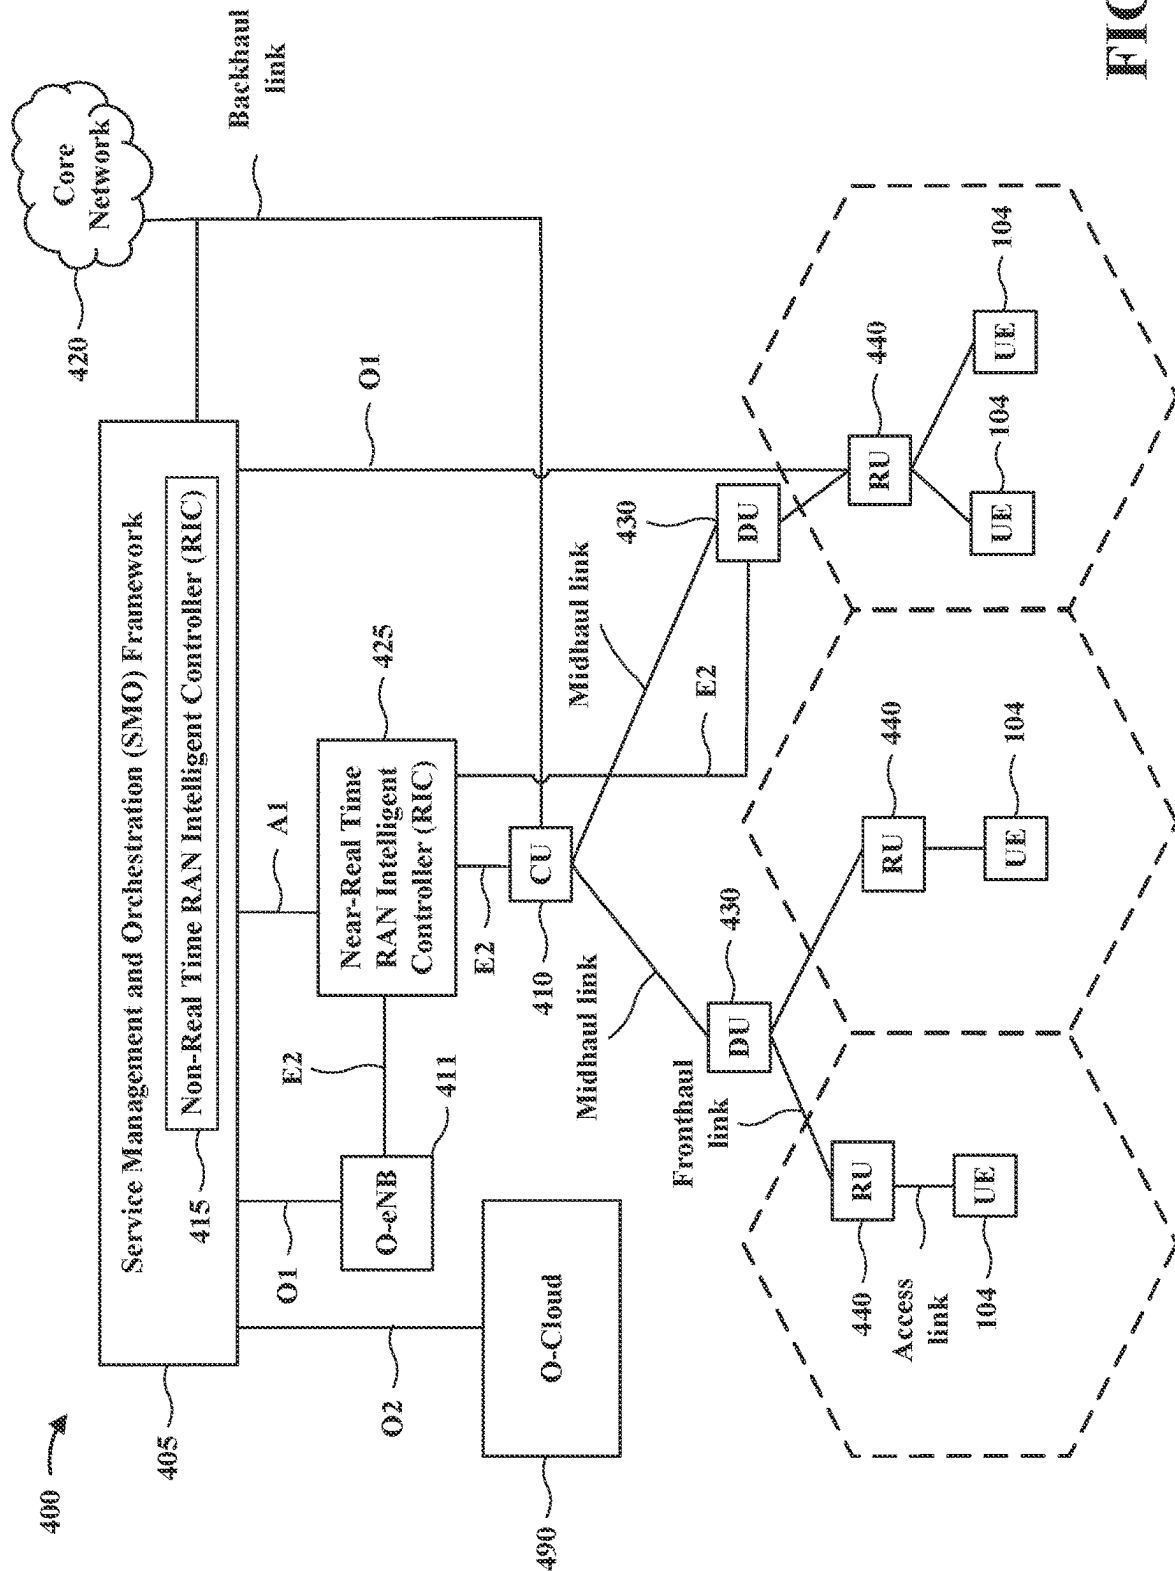 400
405
Service Management and Orchestration (SMO) Framework
415
Non-Real Time RAN Intelligent Controller (RIC)
420
Core
Network
Backhaul
link
O2
O1
A1
O1
O-Cloud
490
O-eNB
411
E2
Near-Real Time
RAN Intelligent
Controller (RIC)
425
E2
CU
410
E2
Midhaul link
Midhaul link
DU
430
DU
430
Fronthaul
link
RU
440
Access
link
UE
104
RU
440
UE
104
RU
440
UE
104
UE
104